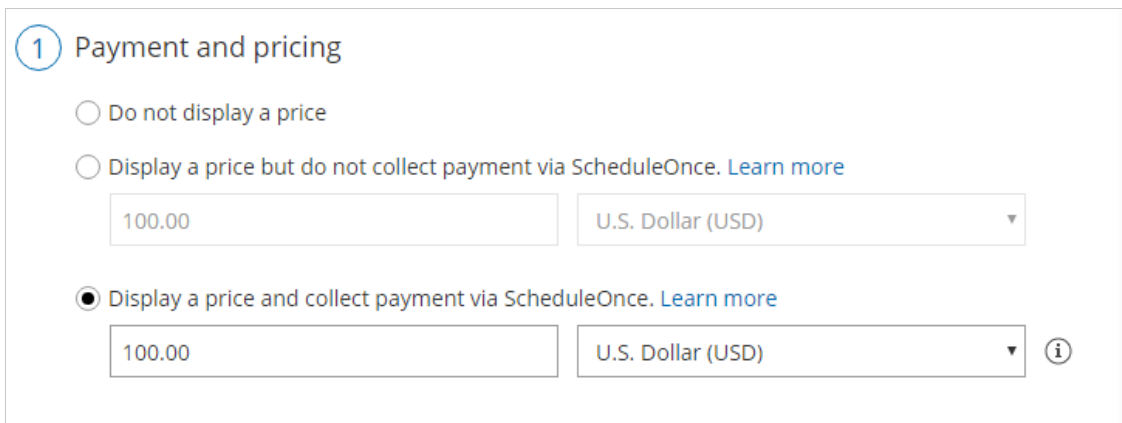 1 Payment and pricing
Do not display a price
Display a price but do not collect payment via ScheduleOnce. Learn more
100.00 U.S. Dollar (USD)
Display a price and collect payment via ScheduleOnce. Learn more
100.00 U.S. Dollar (USD) i